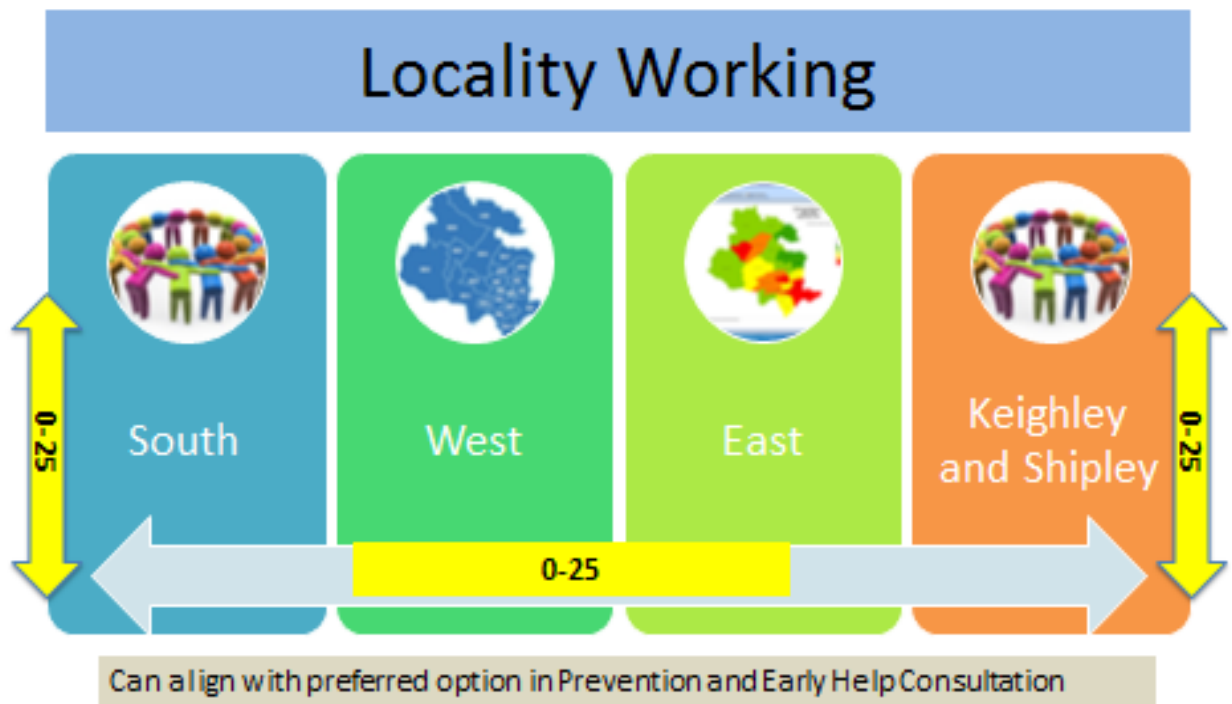 Locality Working
South
West
East
Keighley
and Shipley
0-25
0-25
0-25
Can align with preferred option in Prevention and Early Help Consultation